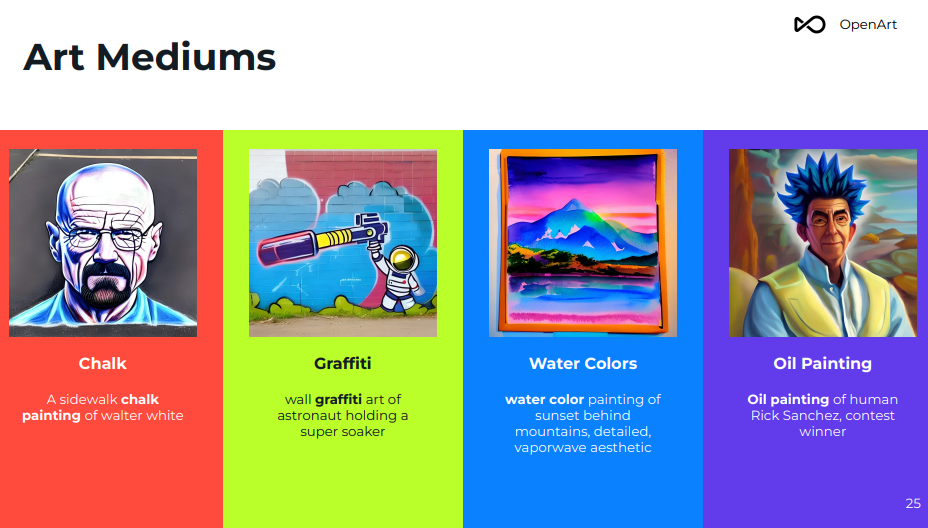 OpenArt
Art Mediums
Chalk
A sidewalk chalk
painting of walter white
Graffiti
wall graffiti art of
astronaut holding a
super soaker
Water Colors
water color painting of
sunset behind
mountains, detailed,
vaporwave aesthetic
Oil Painting
Oil painting of human
Rick Sanchez, contest
winner
25